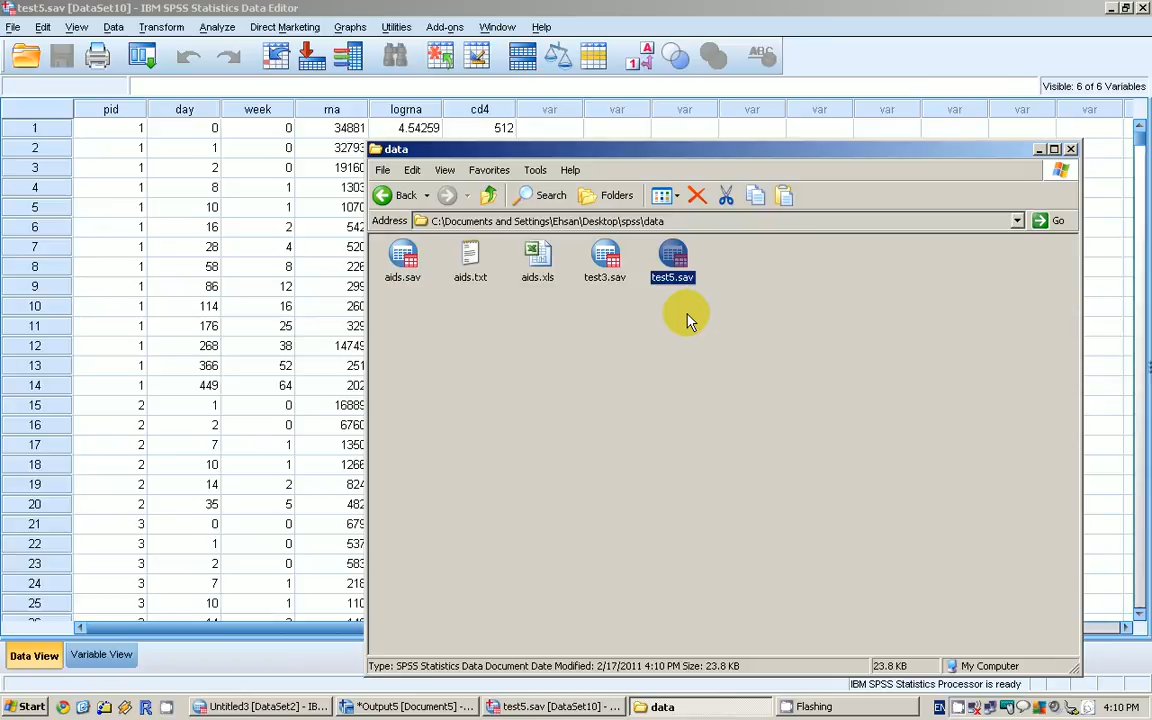 test5.sav [DataSet10] - IBM SPSS Statistics Data Editor
File Edit View Data Transform Analyze Direct Marketing Graphs Utilities Add-ons Window Help
Visible: 6 of 6 Variables
pid day week rna logrna cd4 var var var var var var var var var
1 1 0 0 34881 4.54259 512
2 1 1 0 32793
3 1 2 0 19160
4 1 8 1 1303
5 1 10 1 1070
6 1 16 2 542
7 1 28 4 520
8 1 58 8 226
9 1 86 12 299
10 1 114 16 260
11 1 176 25 329
12 1 268 38 14749
13 1 366 52 251
14 1 449 64 202
15 2 1 0 16889
16 2 2 0 6760
17 2 7 1 1350
18 2 10 1 1266
19 2 14 2 824
20 2 35 5 482
21 3 0 0 679
22 3 1 0 537
23 3 2 0 583
24 3 7 1 218
25 3 10 1 110
data
File Edit View Favorites Tools Help
Back Search Folders
Address C:\Documents and Settings\Ehsan\Desktop\spss\data Go
aids.sav aids.txt aids.xls test3.sav test5.sav
Type: SPSS Statistics Data Document Date Modified: 2/17/2011 4:10 PM Size: 23.8 KB 23.8 KB My Computer
Data View Variable View
IBM SPSS Statistics Processor is ready
Start Untitled3 [DataSet2] - IB... *Output5 [Document5] - ... test5.sav [DataSet10] - ... data Flashing EN 4:10 PM